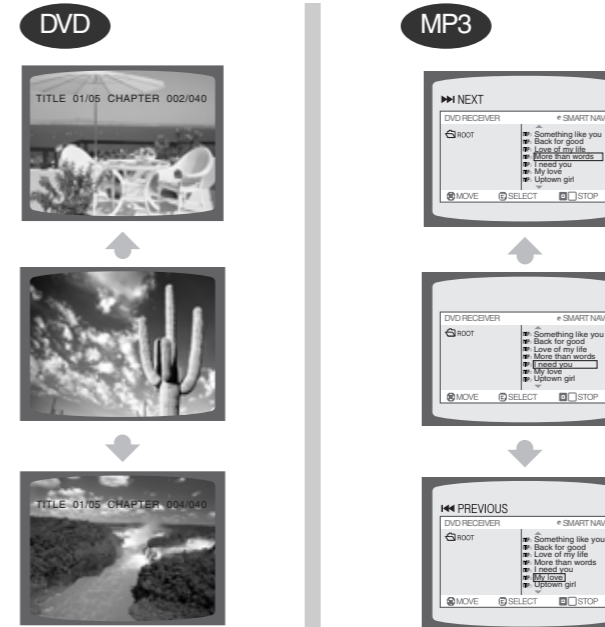 DVD
TITLE 01/05 CHAPTER 002/040
TITLE 01/05 CHAPTER 004/040
MP3
NEXT
DVD RECEIVER SMART NAVI
ROOT
Something like you
Back for good
Love of my life
More than words
I need you
My love
Uptown girl
MOVE SELECT STOP
DVD RECEIVER SMART NAVI
ROOT
Something like you
Back for good
Love of my life
More than words
I need you
My love
Uptown girl
MOVE SELECT STOP
PREVIOUS
DVD RECEIVER SMART NAVI
ROOT
Something like you
Back for good
Love of my life
More than words
I need you
My love
Uptown girl
MOVE SELECT STOP